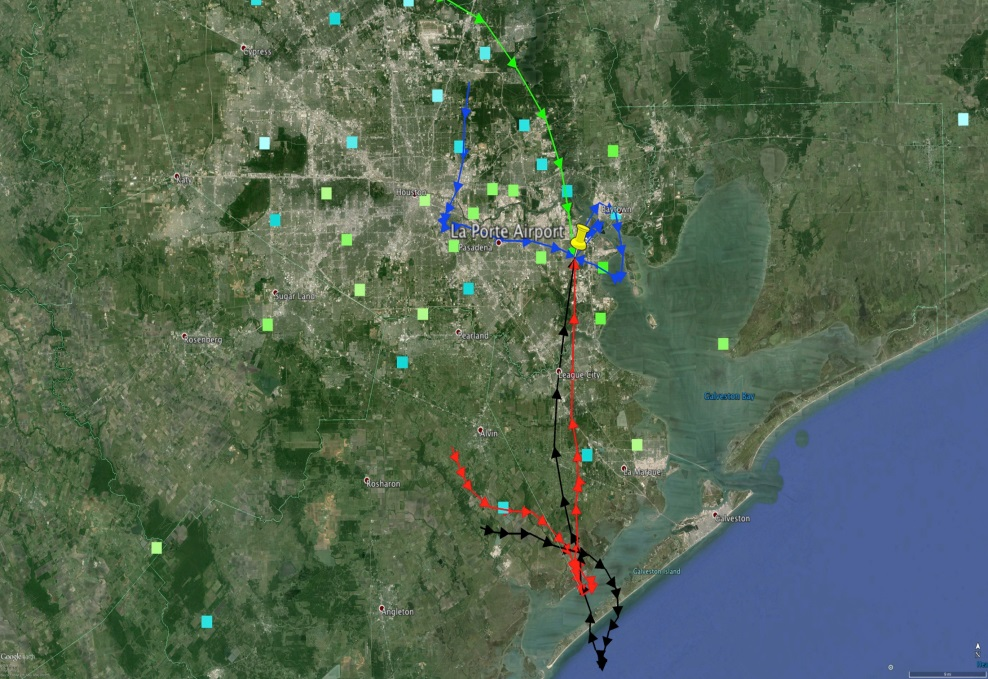 Cypress
Katy
Houston
Baytown
La Porte Airport
Pasadena
Sugar Land
Rosenberg
Pearland
League City
Galveston Bay
Alvin
La Marque
Rosharon
Galveston
Galveston Island
Angleton
Google earth
N